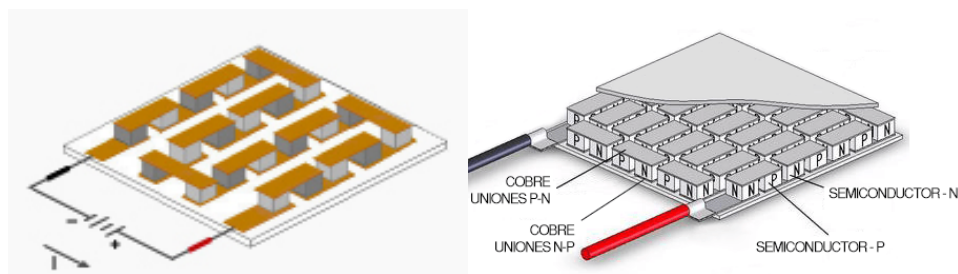 -
+
I
P
N
P
N
P
N
N
N
P
N
P
N
P
N
COBRE
UNIONES P-N
COBRE
UNIONES N-P
SEMICONDUCTOR - N
SEMICONDUCTOR - P